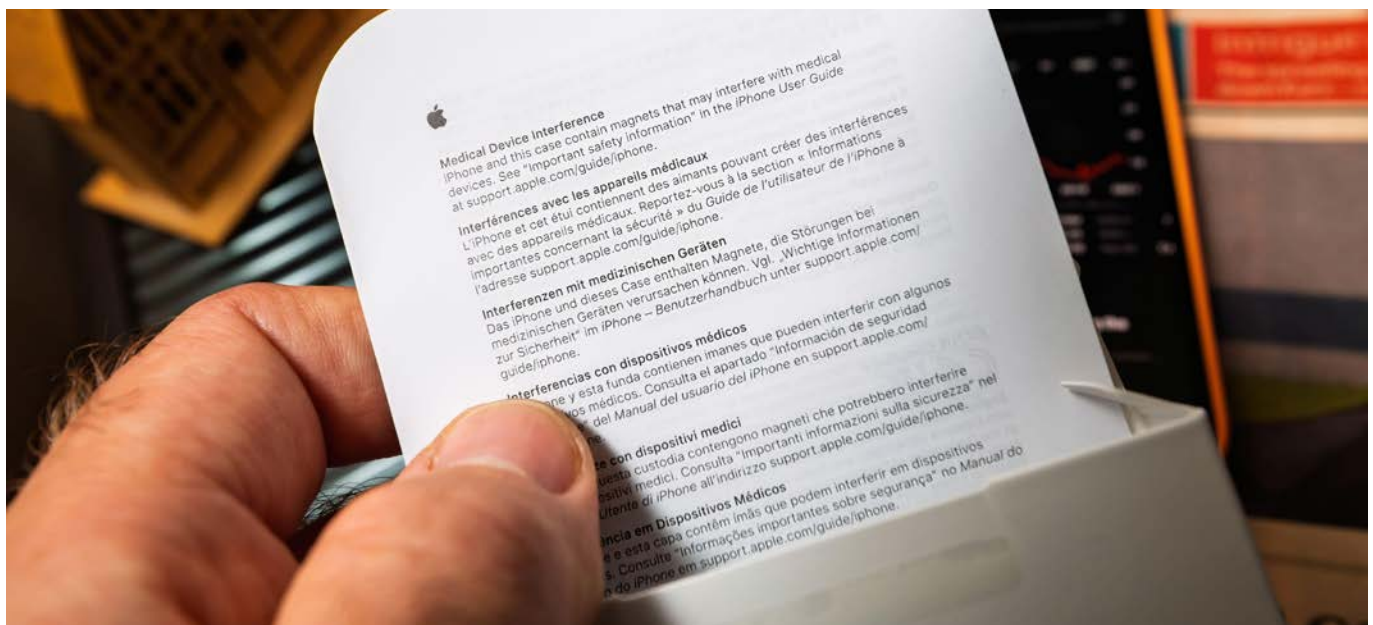 Medical Device Interference
iPhone and this case contain magnets that may interfere with medical
devices. See "Important safety information" in the iPhone User Guide
at support.apple.com/guide/iphone.
Interférences avec les appareils médicaux
L'iPhone et cet étui contiennent des aimants pouvant créer des interférences
avec des appareils médicaux. Reportez-vous à la section « Informations
importantes concernant la sécurité » du Guide de l'utilisateur de l'iPhone à
l'adresse support.apple.com/guide/iphone.
Interferenzen mit medizinischen Geräten
Das iPhone und dieses Case enthalten Magnete, die Störungen bei
medizinischen Geräten verursachen können. Vgl. „Wichtige Informationen
zur Sicherheit" im iPhone – Benutzerhandbuch unter support.apple.com/
guide/iphone.
Interferencias con dispositivos médicos
y esta funda contienen imanes que pueden interferir con algunos
médicos. Consulta el apartado "Información de seguridad
del Manual del usuario del iPhone en support.apple.com/
con dispositivi medici
custodia contengono magneti che potrebbero interferire
medici. Consulta "Importanti informazioni sulla sicurezza" nel
di iPhone all'indirizzo support.apple.com/guide/iphone.
em Dispositivos Médicos
e esta capa contêm ímãs que podem interferir em dispositivos
Consulte "Informações importantes sobre segurança" no Manual do
do iPhone em support.apple.com/guide/iphone.